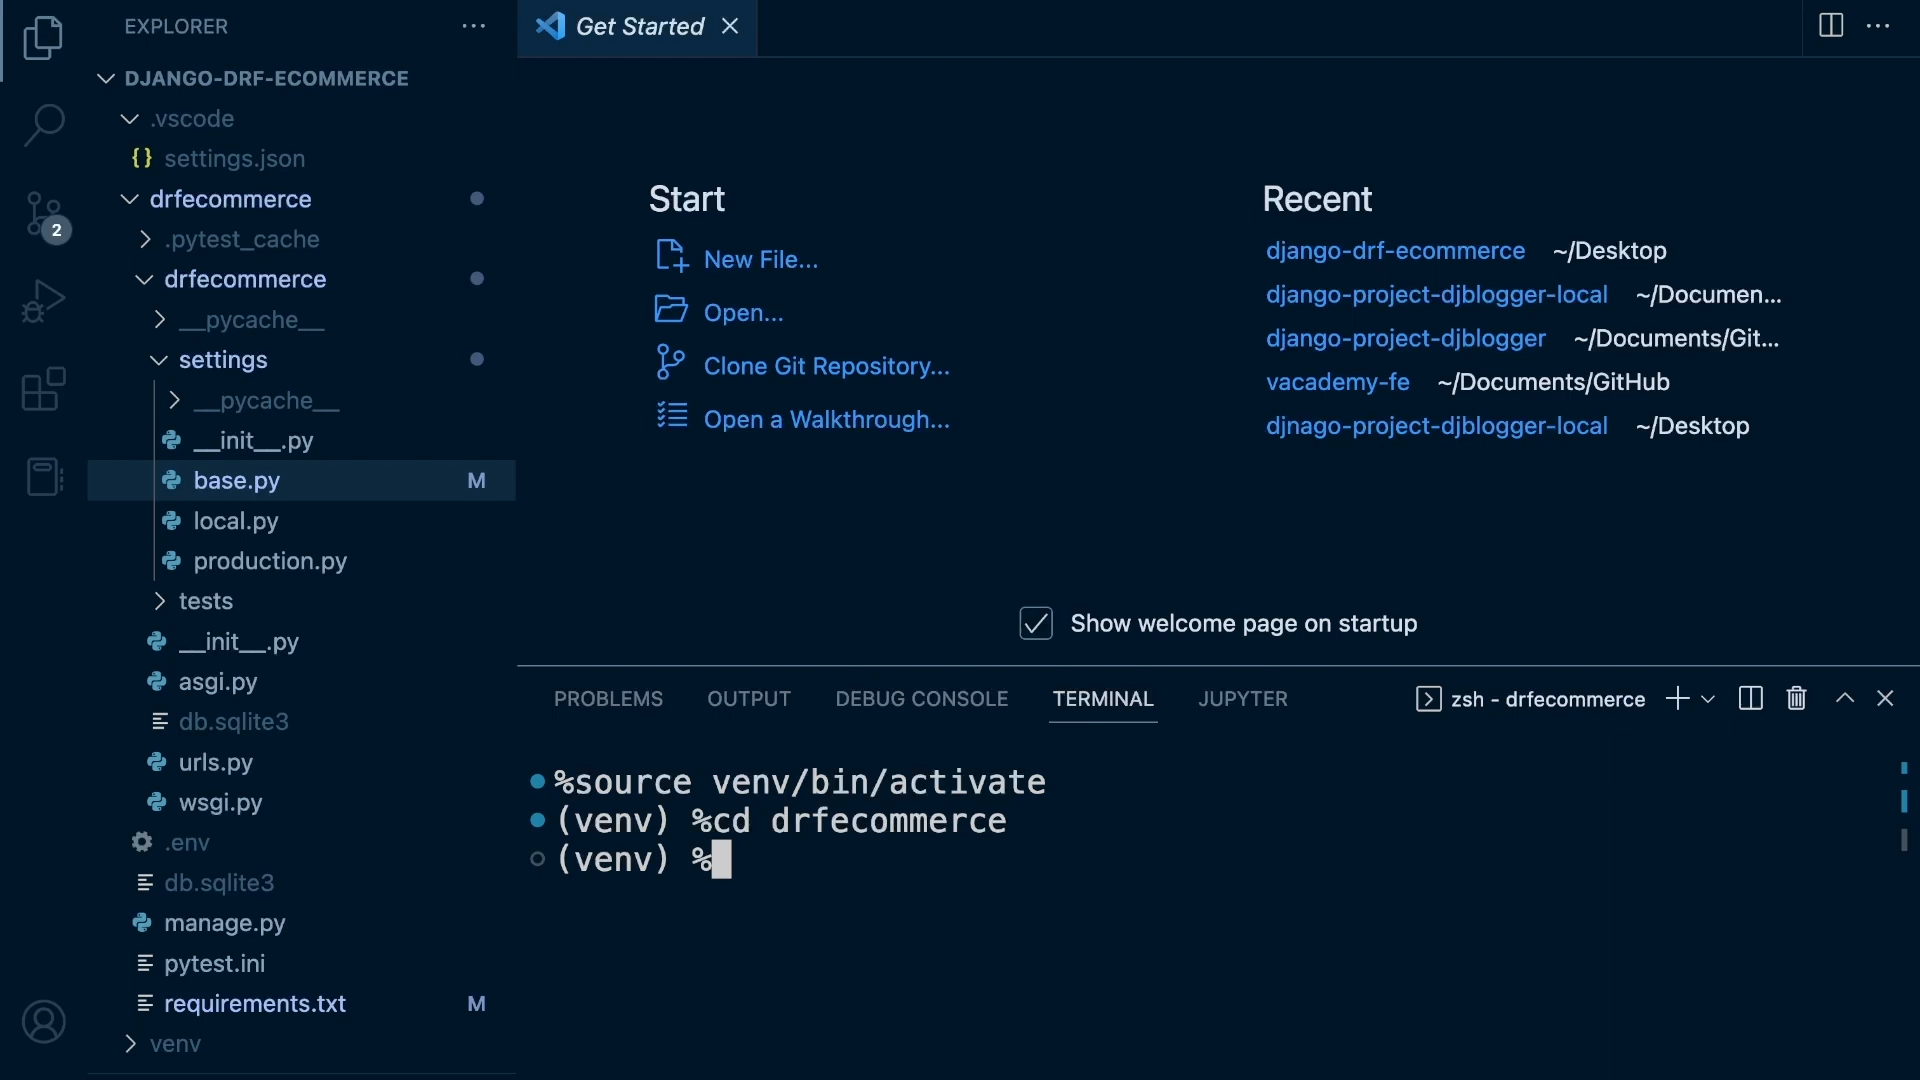 EXPLORER
DJANGO-DRF-ECOMMERCE
.vscode
{} settings.json
drfecommerce
.pytest_cache
drfecommerce
__pycache__
settings
__pycache__
__init__.py
base.py M
local.py
production.py
tests
__init__.py
asgi.py
db.sqlite3
urls.py
wsgi.py
.env
db.sqlite3
manage.py
pytest.ini
requirements.txt M
venv
2
Get Started
Start
New File...
Open...
Clone Git Repository...
Open a Walkthrough...
Recent
django-drf-ecommerce ~/Desktop
django-project-djblogger-local ~/Documen...
django-project-djblogger ~/Documents/Git...
vacademy-fe ~/Documents/GitHub
djnago-project-djblogger-local ~/Desktop
Show welcome page on startup
PROBLEMS OUTPUT DEBUG CONSOLE TERMINAL JUPYTER zsh - drfecommerce
%source venv/bin/activate
(venv) %cd drfecommerce
(venv) %